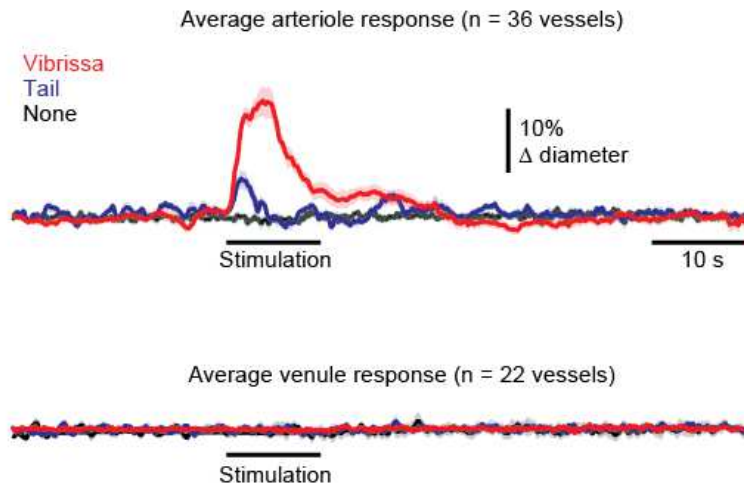 Average arteriole response (n = 36 vessels)
Vibrissa
Tail
None
10%
Δ diameter
Stimulation
10 s
Average venule response (n = 22 vessels)
Stimulation